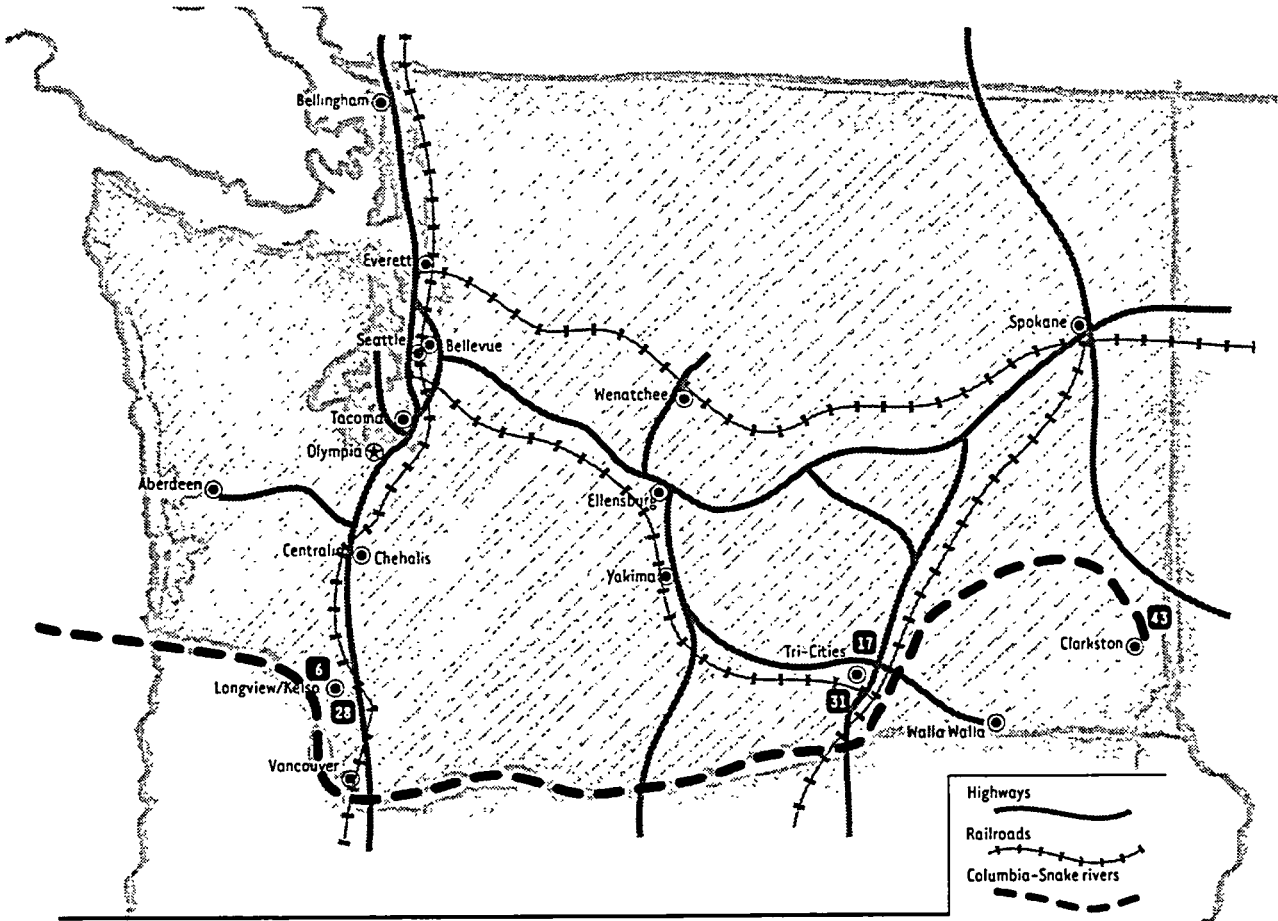 Bellingham
Everett
Spokane
Seattle
Bellevue
Wenatchee
Tacoma
Olympia
Aberdeen
Ellensburg
Centralia
Chehalis
Yakima
43
17
Clarkston
Tri-Cities
6
Longview/Kelso
31
28
Walla Walla
Vancouver
Highways
Railroads
Columbia-Snake rivers